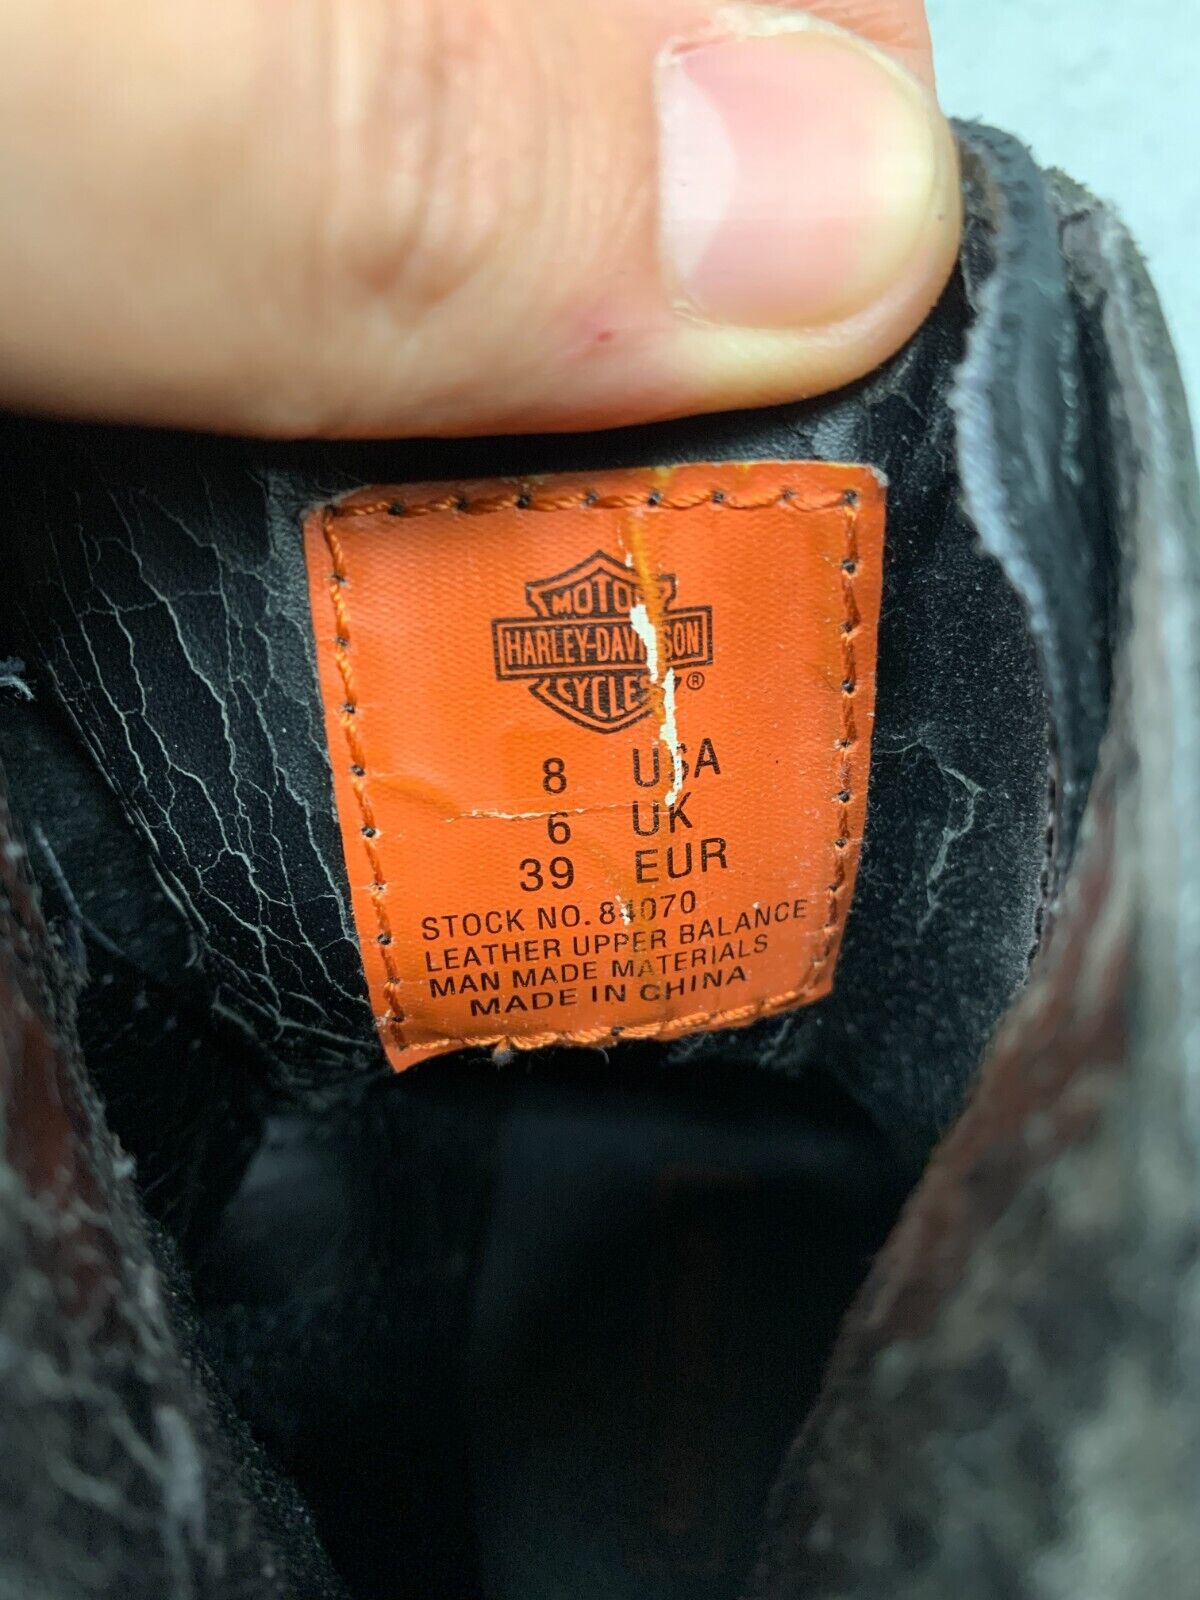 MOTOR
HARLEY-DAVIDSON
CYCLES ®
8 USA
6 UK
39 EUR
STOCK NO. 84070
LEATHER UPPER BALANCE
MAN MADE MATERIALS
MADE IN CHINA